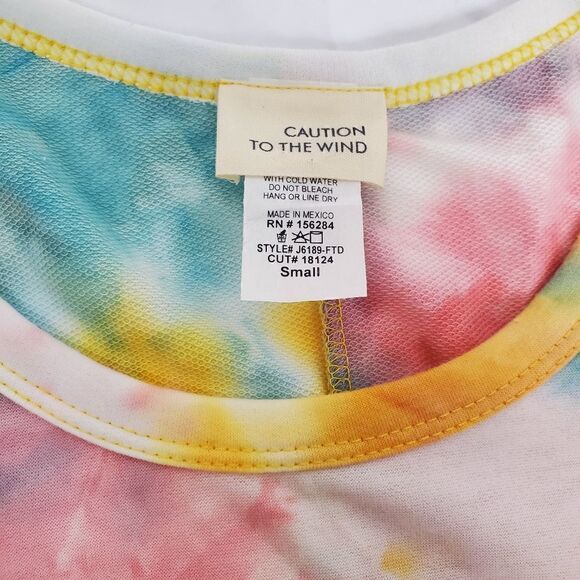 CAUTION
TO THE WIND
WITH COLD WATER
DO NOT BLEACH
HANG OR LINE DRY
MADE IN MEXICO
RN # 156284
STYLE# J6189-FTD
CUT# 18124
Small